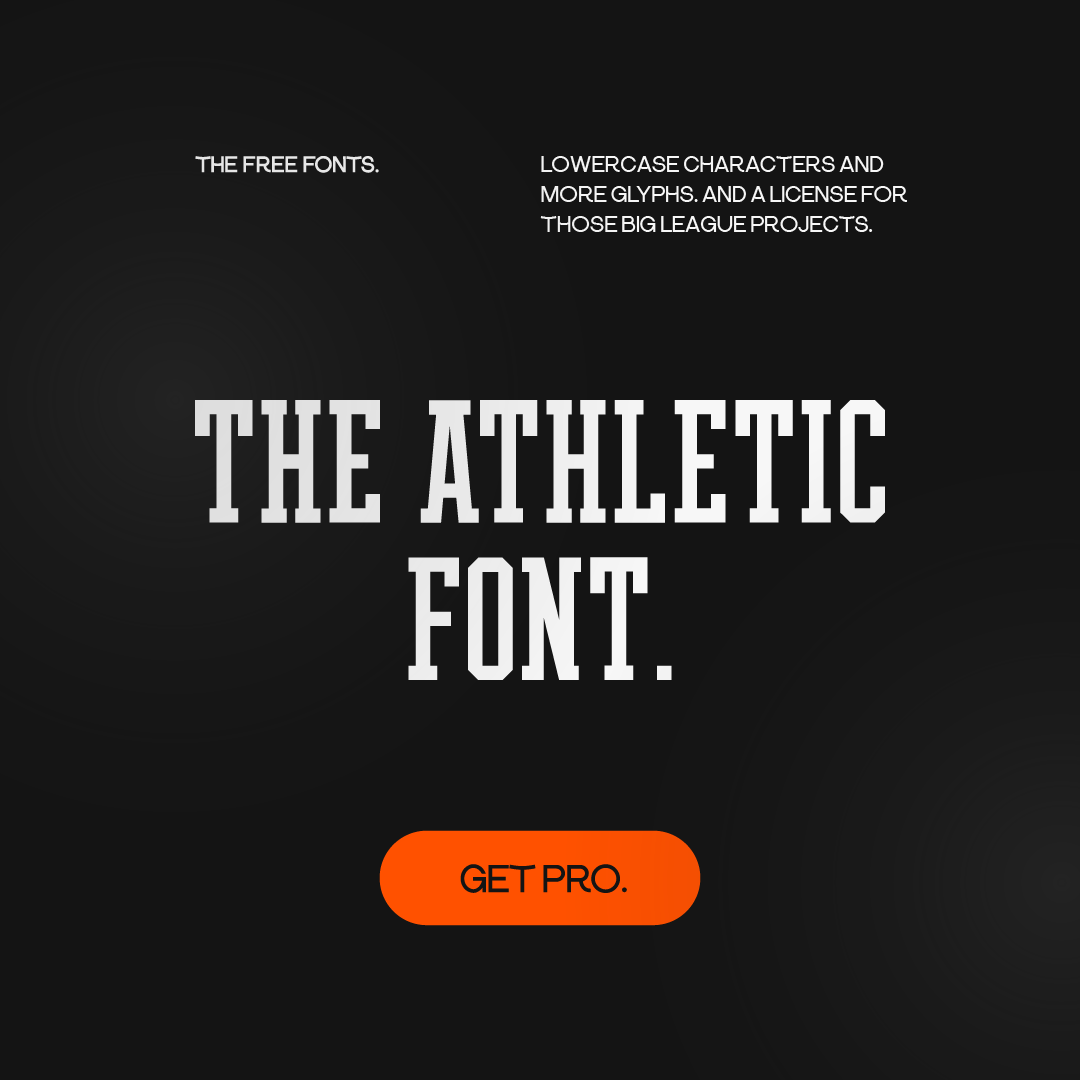 THE FREE FONTS.
LOWERCASE CHARACTERS AND
MORE GLYPHS. AND A LICENSE FOR
THOSE BIG LEAGUE PROJECTS.
THE ATHLETIC
FONT.
GET PRO.